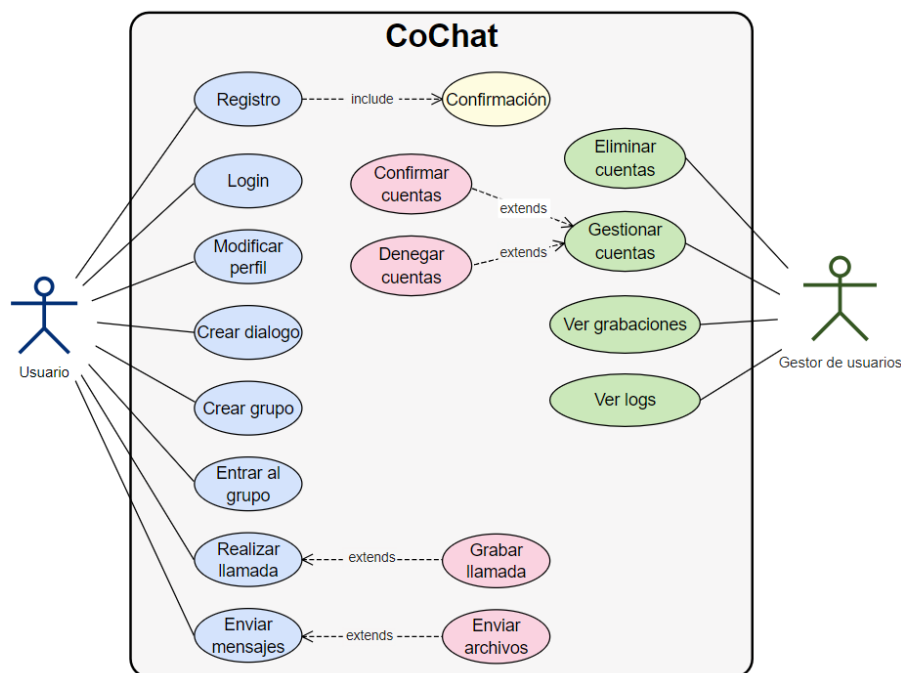 CoChat
Registro
include
Confirmación
Eliminar
cuentas
Login
Confirmar
cuentas
extends
Modificar
perfil
Denegar
cuentas
extends
Gestionar
cuentas
Usuario
Crear dialogo
Ver grabaciones
Gestor de usuarios
Crear grupo
Ver logs
Entrar al
grupo
Realizar
llamada
extends
Grabar
llamada
Enviar
mensajes
extends
Enviar
archivos